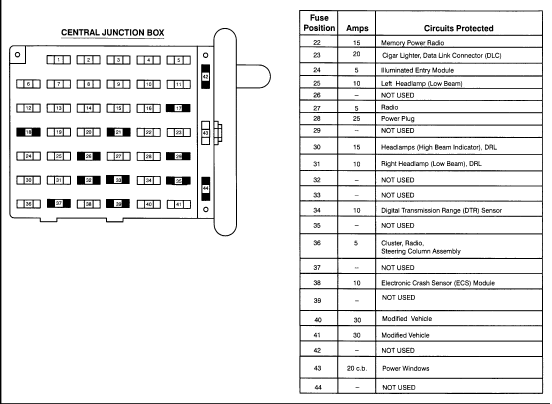 CENTRAL JUNCTION BOX
1 2 3 4 5
6 7 8 9 10 11
42
12 13 14 15 16 17
18 19 20 21 22 23
43
24 25 26 27 28 29
30 31 32 33 34 35
44
36 37 38 39 40 41
Fuse Position Amps Circuits Protected
22 15 Memory Power Radio
23 20 Cigar Lighter, Data Link Connector (DLC)
24 5 Illuminated Entry Module
25 10 Left Headlamp (Low Beam)
26 – NOT USED
27 5 Radio
28 25 Power Plug
29 – NOT USED
30 15 Headlamps (High Beam Indicator), DRL
31 10 Right Headlamp (Low Beam), DRL
32 – NOT USED
33 – NOT USED
34 10 Digital Transmission Range (DTR) Sensor
35 – NOT USED
36 5 Cluster, Radio,
Steering Column Assembly
37 – NOT USED
38 10 Electronic Crash Sensor (ECS) Module
39 – NOT USED
40 30 Modified Vehicle
41 30 Modified Vehicle
42 – NOT USED
43 20 c.b. Power Windows
44 – NOT USED